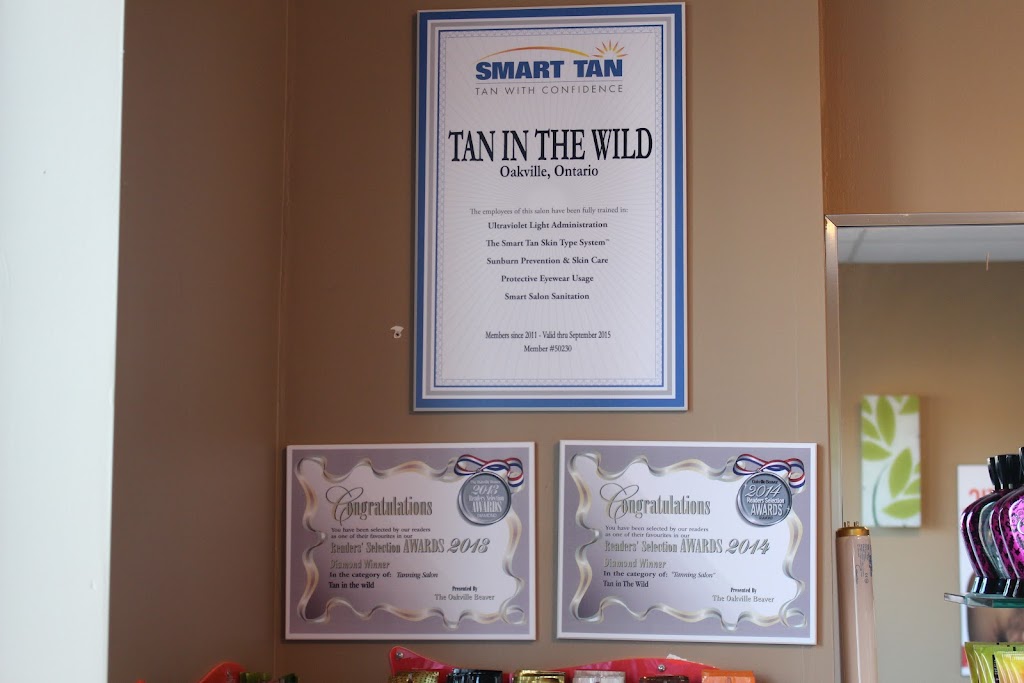 SMART TAN
TAN WITH CONFIDENCE
TAN IN THE WILD
Oakville, Ontario
The employees of this salon have been fully trained in:
Ultraviolet Light Administration
The Smart Tan Skin Type System™
Sunburn Prevention & Skin Care
Protective Eyewear Usage
Smart Salon Sanitation
Members since 2011 - Valid thru September 2015
Member #50230
Congratulations
2013
Readers Selection
AWARDS
You have been selected by our readers
as one of their favourites in our
Readers' Selection AWARDS 2013
Diamond Winner
In the category of: Tanning Salon
Tan in the wild
Presented By
The Oakville Beaver
Congratulations
Oakville Beaver
2014
Readers Selection
AWARDS
You have been selected by our readers
as one of their favourites in our
Readers' Selection AWARDS 2014
Diamond Winner
In the category of: "Tanning Salon"
Tan in The Wild
Presented By
The Oakville Beaver